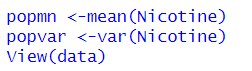 popmn <-mean(Nicotine)
popvar <-var(Nicotine)
View(data)